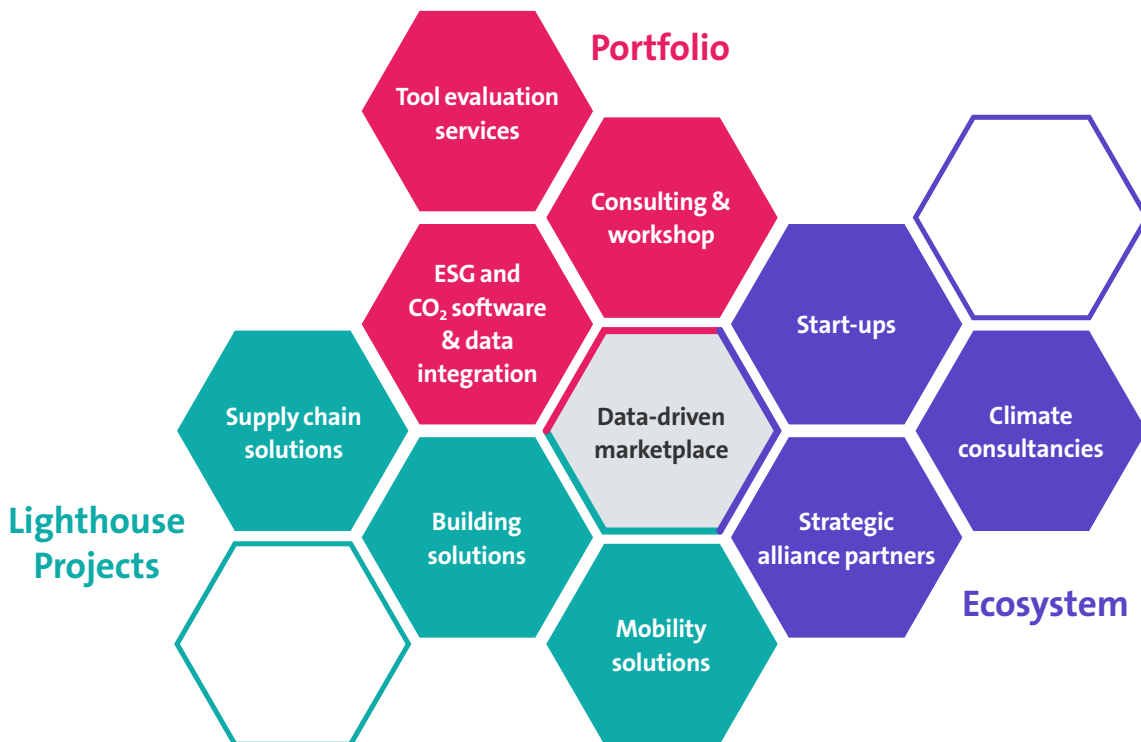 Portfolio
Tool evaluation
services
Consulting &
workshop
ESG and
CO₂ software
& data
integration
Start-ups
Supply chain
solutions
Data-driven
marketplace
Climate
consultancies
Lighthouse
Projects
Building
solutions
Strategic
alliance partners
Ecosystem
Mobility
solutions